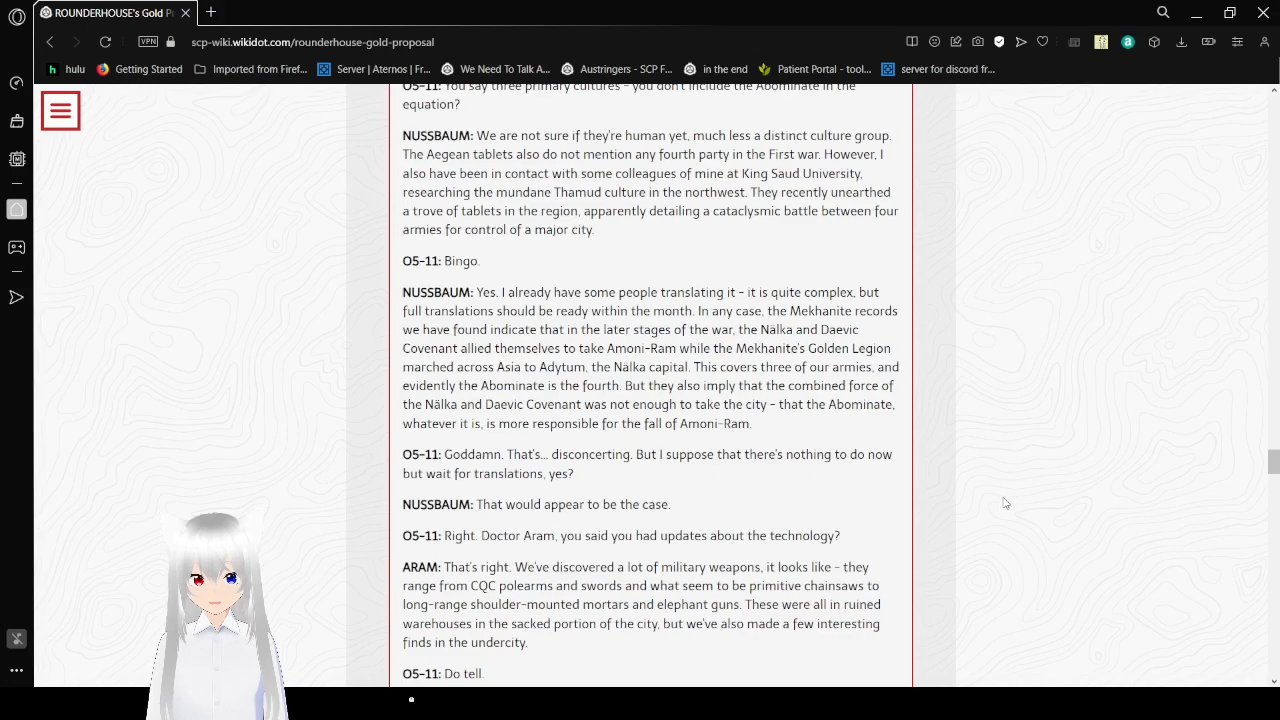 ROUNDERHOUSE's Gold P
VPN
scp-wiki.wikidot.com/rounderhouse-gold-proposal
h
hulu
Getting Started
Imported from Firef...
Server | Aternos | Fr...
We Need To Talk A...
Austringers - SCP F...
in the end
Patient Portal - tool...
server for discord fr...
O5-11: You say three primary cultures - you don't include the Abominate in the
equation?
NUSSBAUM: We are not sure if they're human yet, much less a distinct culture group.
The Aegean tablets also do not mention any fourth party in the First war. However, I
also have been in contact with some colleagues of mine at King Saud University,
researching the mundane Thamud culture in the northwest. They recently unearthed
a trove of tablets in the region, apparently detailing a cataclysmic battle between four
armies for control of a major city.
O5-11: Bingo.
NUSSBAUM: Yes. I already have some people translating it - it is quite complex, but
full translations should be ready within the month. In any case, the Mekhanite records
we have found indicate that in the later stages of the war, the Nälka and Daevic
Covenant allied themselves to take Amoni-Ram while the Mekhanite's Golden Legion
marched across Asia to Adytum, the Nälka capital. This covers three of our armies, and
evidently the Abominate is the fourth. But they also imply that the combined force of
the Nälka and Daevic Covenant was not enough to take the city - that the Abominate,
whatever it is, is more responsible for the fall of Amoni-Ram.
O5-11: Goddamn. That's... disconcerting. But I suppose that there's nothing to do now
but wait for translations, yes?
NUSSBAUM: That would appear to be the case.
O5-11: Right. Doctor Aram, you said you had updates about the technology?
ARAM: That's right. We've discovered a lot of military weapons, it looks like - they
range from CQC polearms and swords and what seem to be primitive chainsaws to
long-range shoulder-mounted mortars and elephant guns. These were all in ruined
warehouses in the sacked portion of the city, but we've also made a few interesting
finds in the undercity.
O5-11: Do tell.